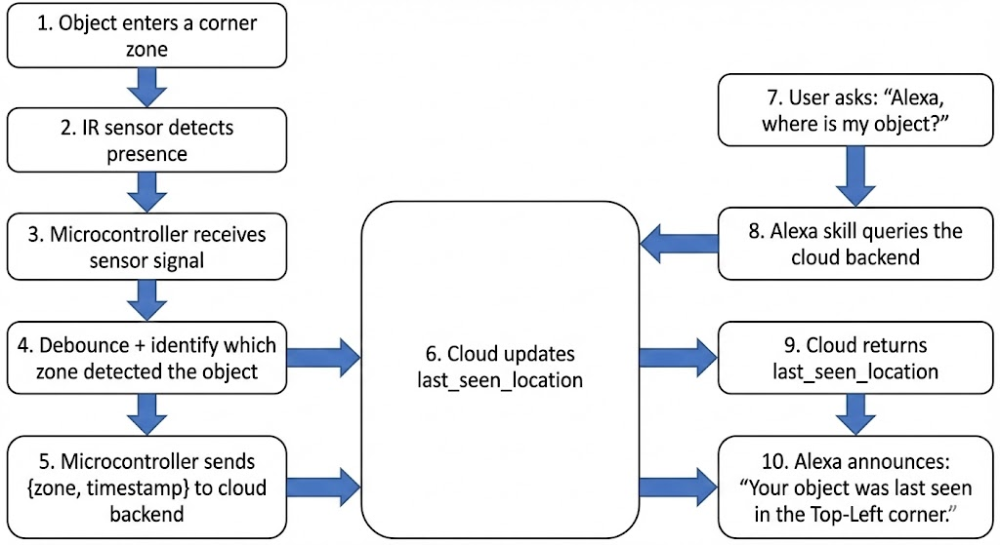 1. Object enters a corner
zone
2. IR sensor detects
presence
3. Microcontroller receives
sensor signal
4. Debounce + identify which
zone detected the object
5. Microcontroller sends
{zone, timestamp} to cloud
backend
6. Cloud updates
last_seen_location
7. User asks: “Alexa,
where is my object?”
8. Alexa skill queries the
cloud backend
9. Cloud returns
last_seen_location
10. Alexa announces:
“Your object was last seen
in the Top-Left corner.”